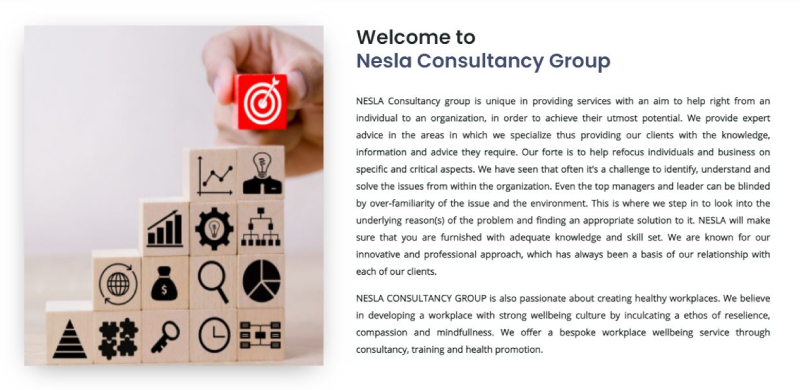 Welcome to
Nesla Consultancy Group
NESLA Consultancy group is unique in providing services with an aim to help right from an
individual to an organization, in order to achieve their utmost potential. We provide expert
advice in the areas in which we specialize thus providing our clients with the knowledge,
information and advice they require. Our forte is to help refocus individuals and business on
specific and critical aspects. We have seen that often it's a challenge to identify, understand and
solve the issues from within the organization. Even the top managers and leader can be blinded
by over-familiarity of the issue and the environment. This is where we step in to look into the
underlying reason(s) of the problem and finding an appropriate solution to it. NESLA will make
sure that you are furnished with adequate knowledge and skill set. We are known for our
innovative and professional approach, which has always been a basis of our relationship with
each of our clients.
NESLA CONSULTANCY GROUP is also passionate about creating healthy workplaces. We believe
in developing a workplace with strong wellbeing culture by inculcating a ethos of reselience,
compassion and mindfullness. We offer a bespoke workplace wellbeing service through
consultancy, training and health promotion.